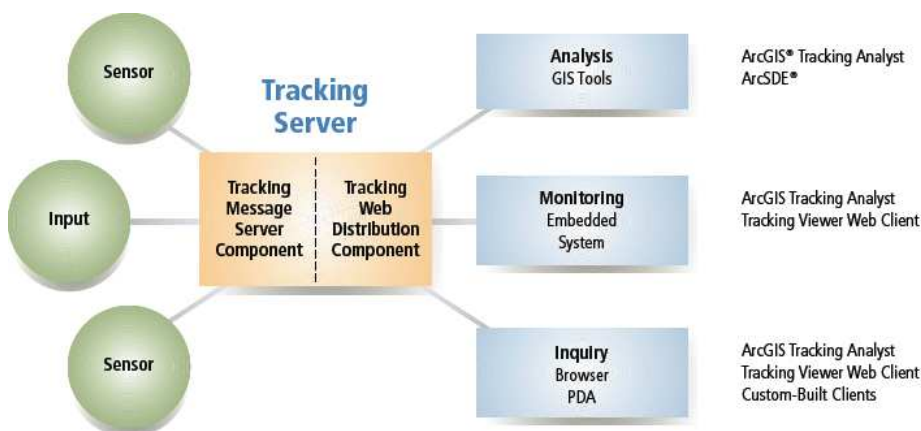 Sensor
Input
Sensor
Tracking
Server
Tracking
Message
Server
Component
Tracking
Web
Distribution
Component
Analysis
GIS Tools
ArcGIS® Tracking Analyst
ArcSDE®
Monitoring
Embedded
System
ArcGIS Tracking Analyst
Tracking Viewer Web Client
Inquiry
Browser
PDA
ArcGIS Tracking Analyst
Tracking Viewer Web Client
Custom-Built Clients